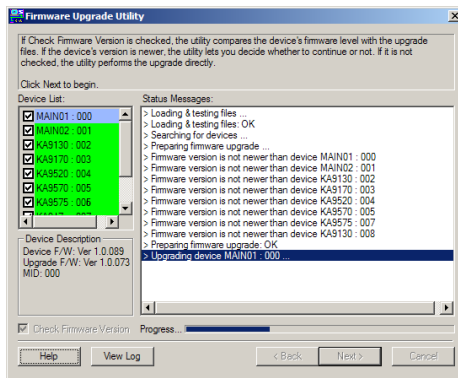 Firmware Upgrade Utility
If Check Firmware Version is checked, the utility compares the device's firmware level with the upgrade
files. If the device's version is newer, the utility lets you decide whether to continue or not. If it is not
checked, the utility performs the upgrade directly.
Click Next to begin.
Device List:
MAIN01 : 000
MAIN02 : 001
KA9130 : 002
KA9170 : 003
KA9520 : 004
KA9570 : 005
KA9575 : 006
Device Description
Device F/W: Ver 1.0.089
Upgrade F/W: Ver 1.0.073
MID: 000
Status Messages:
> Loading & testing files ...
> Loading & testing files: OK
> Searching for devices ...
> Preparing firmware upgrade ...
> Firmware version is not newer than device MAIN01 : 000
> Firmware version is not newer than device MAIN02 : 001
> Firmware version is not newer than device KA9130 : 002
> Firmware version is not newer than device KA9170 : 003
> Firmware version is not newer than device KA9520 : 004
> Firmware version is not newer than device KA9570 : 005
> Firmware version is not newer than device KA9575 : 007
> Firmware version is not newer than device KA9130 : 008
> Preparing firmware upgrade: OK
> Upgrading device MAIN01 : 000 ...
Check Firmware Version
Progress...
Help
View Log
< Back
Next >
Cancel